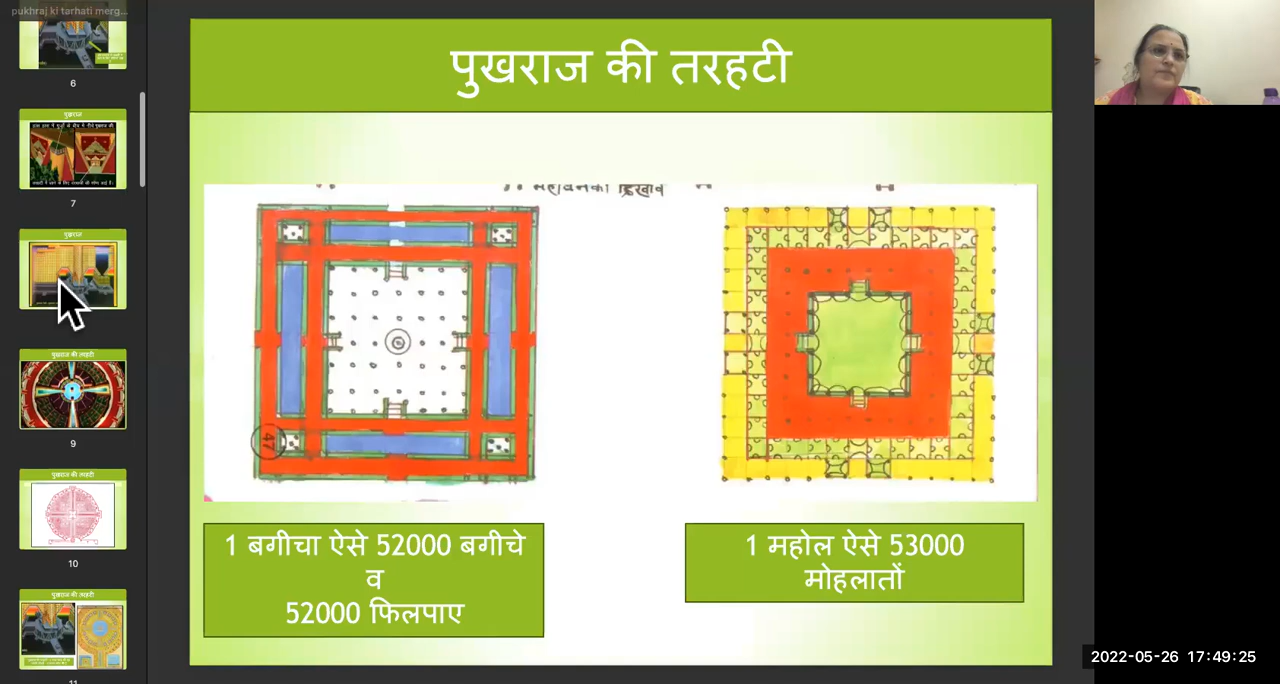 pukhraj ki tarhati merg...
6
पुखराज
7
पुखराज
पुखराज की तरहटी
9
पुखराज की तरहटी
10
पुखराज की तरहटी
पुखराज की तरहटी
47
1 बगीचा ऐसे 52000 बगीचे
व
52000 फिलपाए
1 महोल ऐसे 53000
मोहलातों
2022-05-26 17:49:25